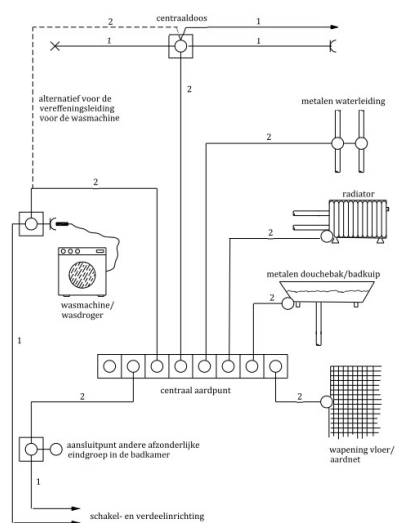 centraaldoos
2
1
1
1
2
alternatief voor de
vereffeningsleiding
voor de wasmachine
metalen waterleiding
2
2
radiator
2
metalen douchebak/badkuip
2
wasmachine/
wasdroger
1
centraal aardpunt
2
2
aansluitpunt andere afzonderlijke
eindgroep in de badkamer
wapening vloer/
aardnet
1
schakel- en verdeelinrichting